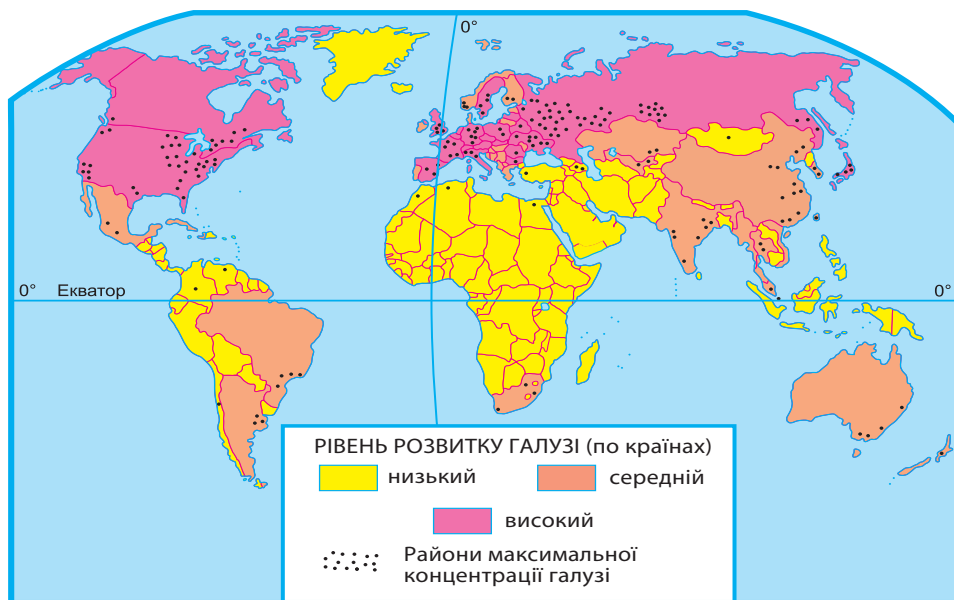 0°
0° Екватор 0°
РІВЕНЬ РОЗВИТКУ ГАЛУЗІ (по країнах)
низький середній
високий
Райони максимальної
концентрації галузі